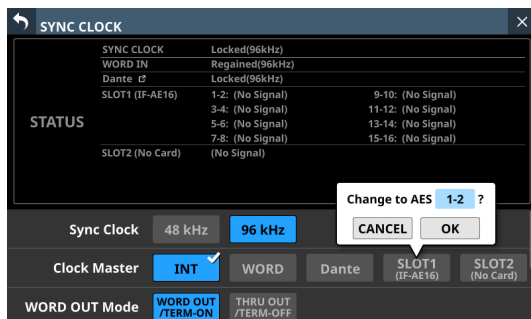 SYNC CLOCK
SYNC CLOCK Locked(96kHz)
WORD IN Regained(96kHz)
Dante Locked(96kHz)
SLOT1 (IF-AE16) 1-2: (No Signal) 9-10: (No Signal)
3-4: (No Signal) 11-12: (No Signal)
STATUS 5-6: (No Signal) 13-14: (No Signal)
7-8: (No Signal) 15-16: (No Signal)
SLOT2 (No Card) (No Signal)
Change to AES 1-2 ?
CANCEL OK
Sync Clock 48 kHz 96 kHz
Clock Master INT WORD Dante SLOT1 (IF-AE16) SLOT2 (No Card)
WORD OUT Mode WORD OUT /TERM-ON THRU OUT /TERM-OFF